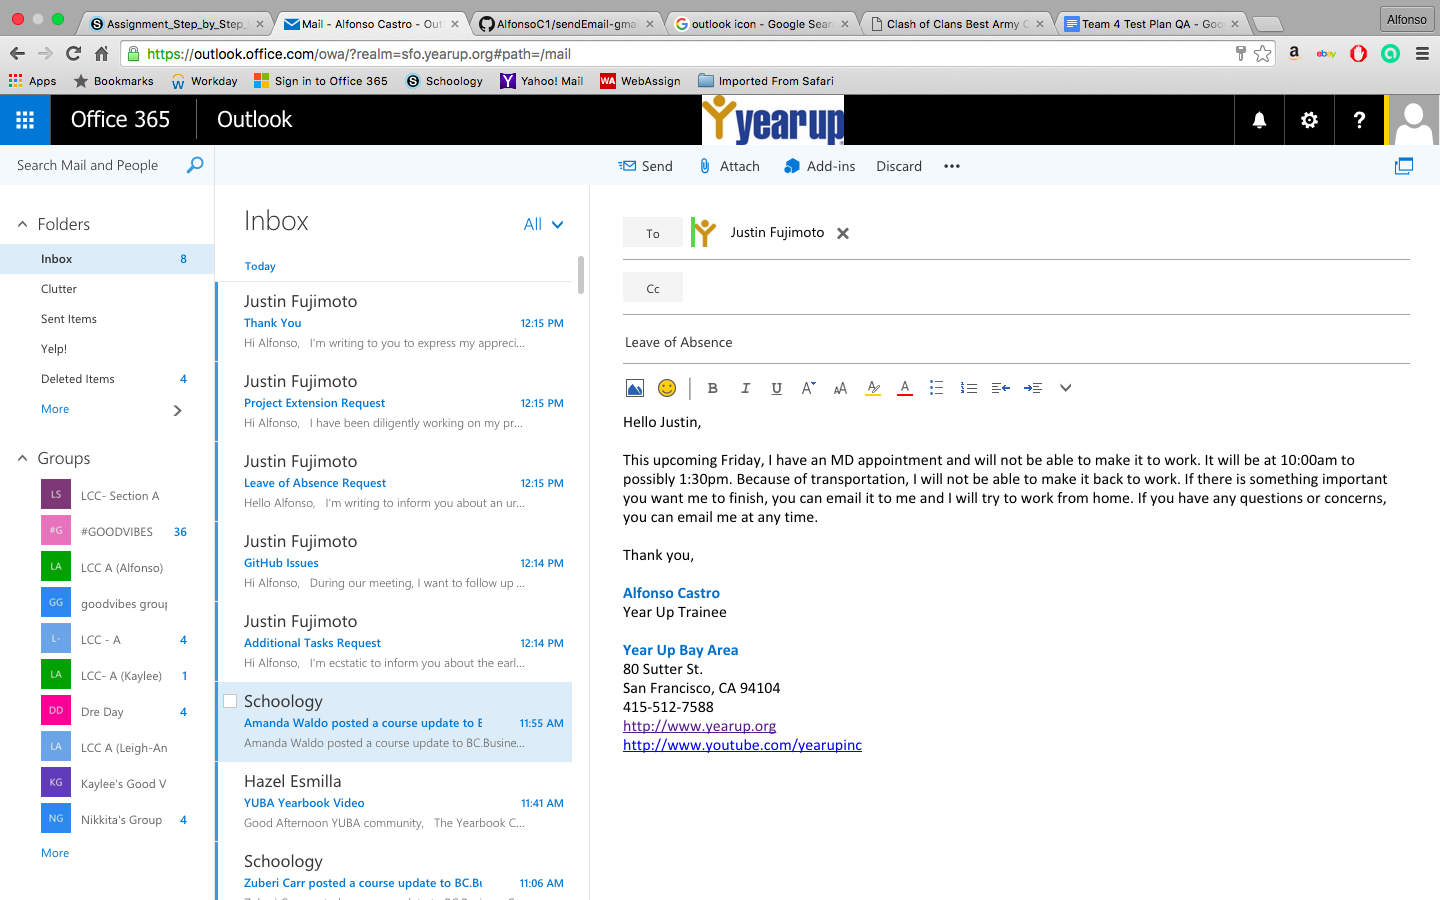 Assignment_Step_by_Step_
Mail - Alfonso Castro - Out
AlfonsoC1/sendEmail-gma
outlook icon - Google Sear
Clash of Clans Best Army C
Team 4 Test Plan QA - Goo
Alfonso
https://outlook.office.com/owa/?realm=sfo.yearup.org#path=/mail
a
ebay
Apps
Bookmarks
Workday
Sign in to Office 365
Schoology
Yahoo! Mail
WA WebAssign
Imported From Safari
Office 365
Outlook
yearup
?
Search Mail and People
Send
Attach
Add-ins
Discard
Folders
Inbox 8
Clutter
Sent Items
Yelp!
Deleted Items 4
More
Groups
LS LCC- Section A
#G #GOODVIBES 36
LA LCC A (Alfonso)
GG goodvibes group
L- LCC - A 4
LA LCC- A (Kaylee) 1
DD Dre Day 4
LA LCC A (Leigh-An
KG Kaylee's Good V
NG Nikkita's Group 4
More
Inbox
All
Today
Justin Fujimoto
Thank You 12:15 PM
Hi Alfonso, I'm writing to you to express my appreci...
Justin Fujimoto
Project Extension Request 12:15 PM
Hi Alfonso, I have been diligently working on my pr...
Justin Fujimoto
Leave of Absence Request 12:15 PM
Hello Alfonso, I'm writing to inform you about an ur...
Justin Fujimoto
GitHub Issues 12:14 PM
Hi Alfonso, During our meeting, I want to follow up ...
Justin Fujimoto
Additional Tasks Request 12:14 PM
Hi Alfonso, I'm ecstatic to inform you about the earl...
Schoology
Amanda Waldo posted a course update to E 11:55 AM
Amanda Waldo posted a course update to BC.Busine...
Hazel Esmilla
YUBA Yearbook Video 11:41 AM
Good Afternoon YUBA community, The Yearbook C...
Schoology
Zuberi Carr posted a course update to BC.Bu 11:06 AM
To Justin Fujimoto
Cc
Leave of Absence
B I U A AA A A
Hello Justin,
This upcoming Friday, I have an MD appointment and will not be able to make it to work. It will be at 10:00am to
possibly 1:30pm. Because of transportation, I will not be able to make it back to work. If there is something important
you want me to finish, you can email it to me and I will try to work from home. If you have any questions or concerns,
you can email me at any time.
Thank you,
Alfonso Castro
Year Up Trainee
Year Up Bay Area
80 Sutter St.
San Francisco, CA 94104
415-512-7588
http://www.yearup.org
http://www.youtube.com/yearupinc